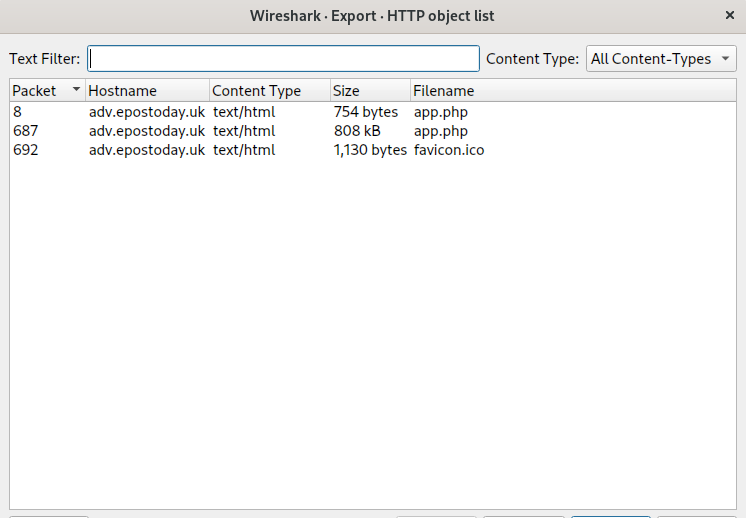 Wireshark · Export · HTTP object list ×
Text Filter: Content Type: All Content-Types
Packet Hostname Content Type Size Filename
8 adv.epostoday.uk text/html 754 bytes app.php
687 adv.epostoday.uk text/html 808 kB app.php
692 adv.epostoday.uk text/html 1,130 bytes favicon.ico